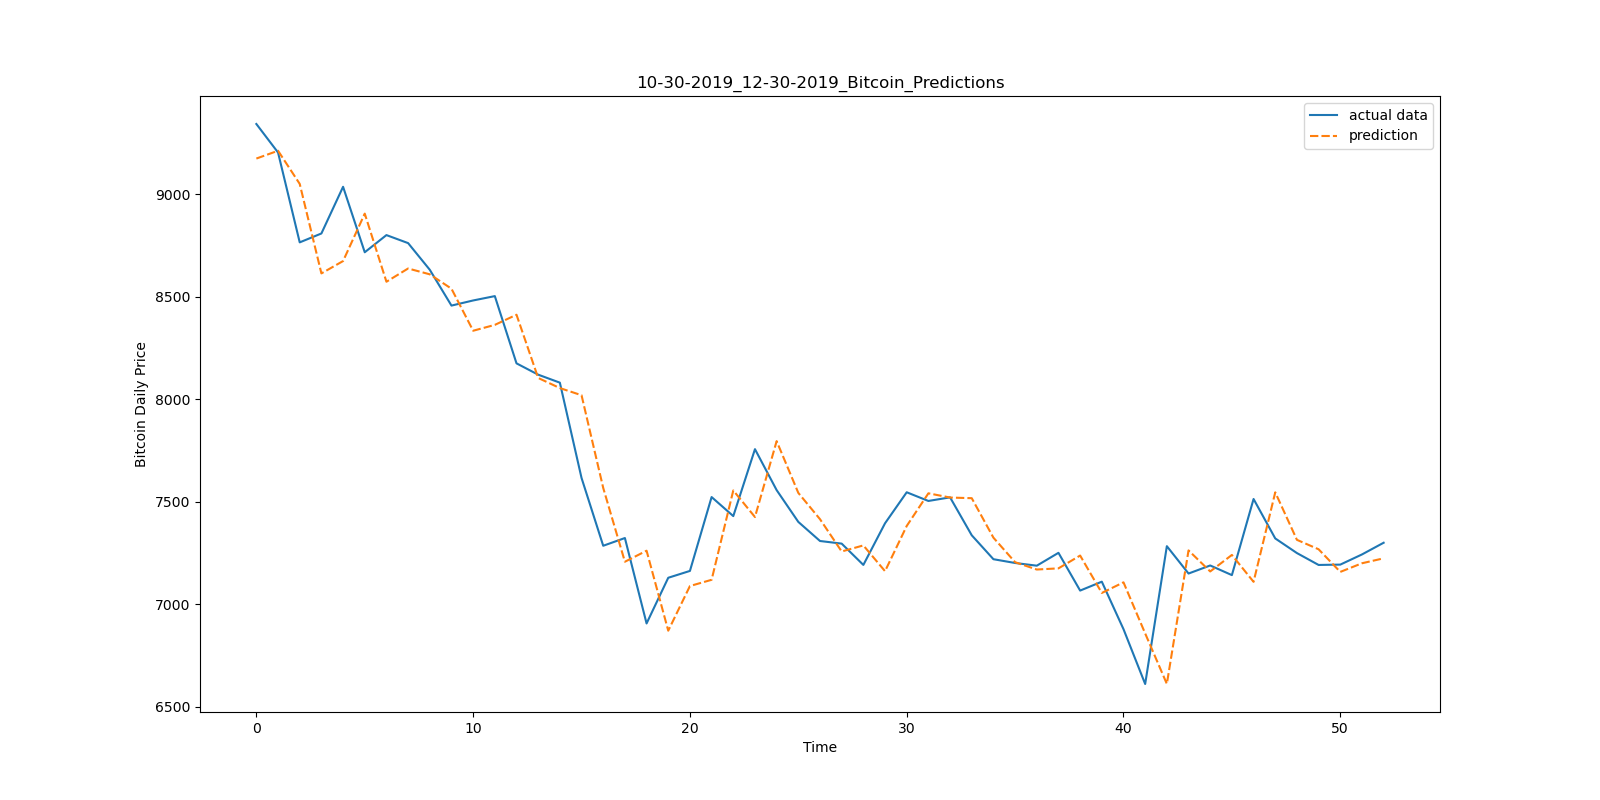 10-30-2019_12-30-2019_Bitcoin_Predictions
actual data
prediction
9000
8500
8000
7500
7000
6500
Bitcoin Daily Price
0 10 20 30 40 50
Time